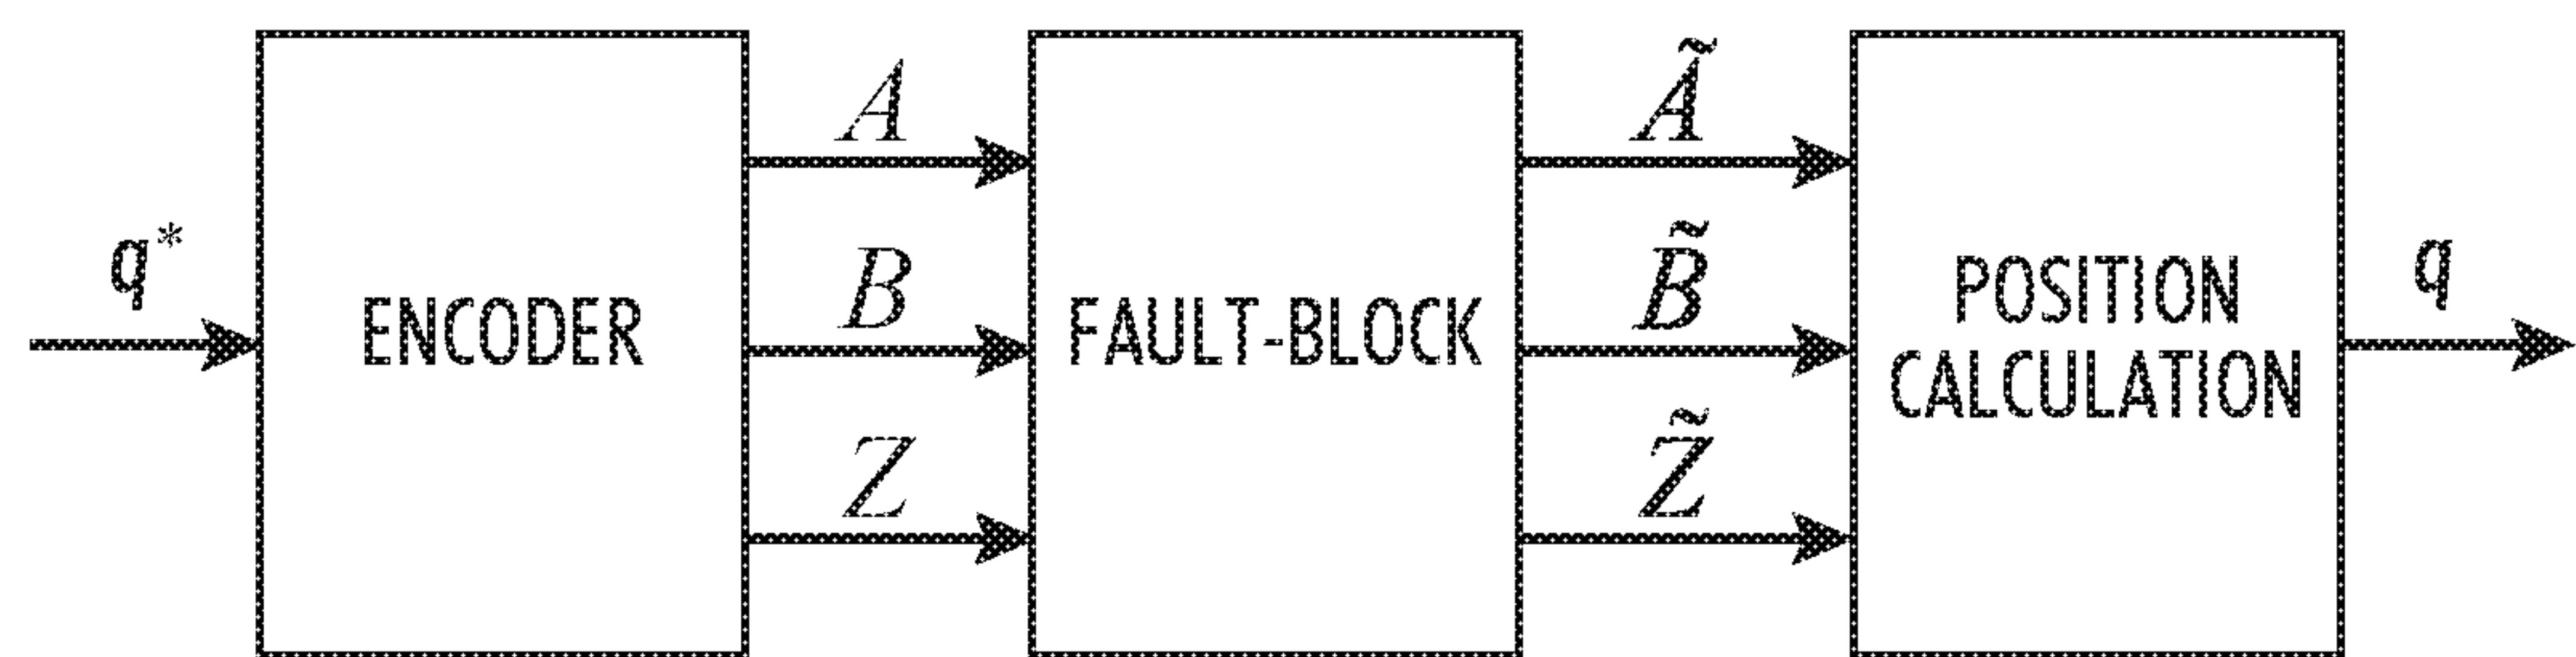 A
Ã
q*
B
B̃
q
ENCODER
FAULT-BLOCK
POSITION
CALCULATION
Z
Z̃